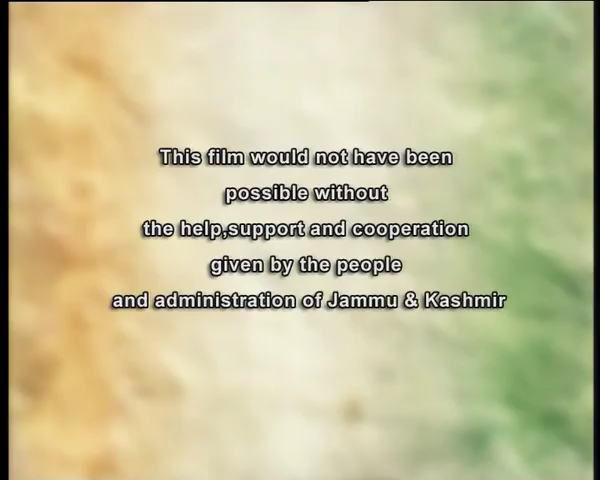 This film would not have been
possible without
the help,support and cooperation
given by the people
and administration of Jammu & Kashmir